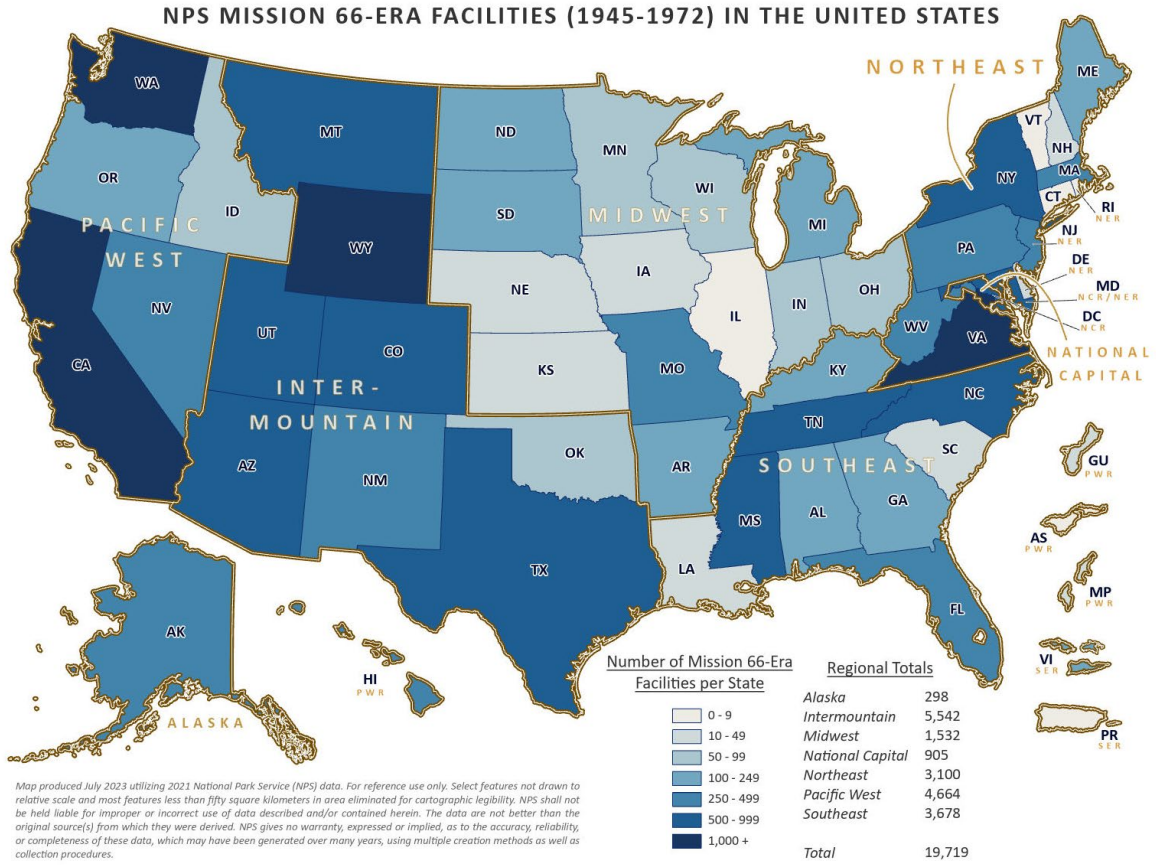 NPS MISSION 66-ERA FACILITIES (1945-1972) IN THE UNITED STATES
NORTHEAST
WA
MT
ND
MN
ME
VT
NH
OR
ID
SD
WI
MI
NY
MA
CT
RI
NER
PACIFIC
WEST
MIDWEST
WY
NE
IA
PA
NJ
NER
DE
NER
MD
NCR/NER
DC
NCR
NV
UT
CO
IL
IN
OH
WV
VA
NATIONAL
CAPITAL
CA
KS
MO
KY
INTER-
MOUNTAIN
TN
NC
AZ
NM
OK
AR
SOUTHEAST
SC
GU
PWR
MS
AL
GA
AS
PWR
TX
LA
MP
PWR
FL
AK
VI
SER
HI
PWR
ALASKA
PR
SER
Number of Mission 66-Era
Facilities per State
0 - 9
10 - 49
50 - 99
100 - 249
250 - 499
500 - 999
1,000 +
Regional Totals
Alaska 298
Intermountain 5,542
Midwest 1,532
National Capital 905
Northeast 3,100
Pacific West 4,664
Southeast 3,678
Total 19,719
Map produced July 2023 utilizing 2021 National Park Service (NPS) data. For reference use only. Select features not drawn to
relative scale and most features less than fifty square kilometers in area eliminated for cartographic legibility. NPS shall not
be held liable for improper or incorrect use of data described and/or contained herein. The data are not better than the
original source(s) from which they were derived. NPS gives no warranty, expressed or implied, as to the accuracy, reliability,
or completeness of these data, which may have been generated over many years, using multiple creation methods as well as
collection procedures.